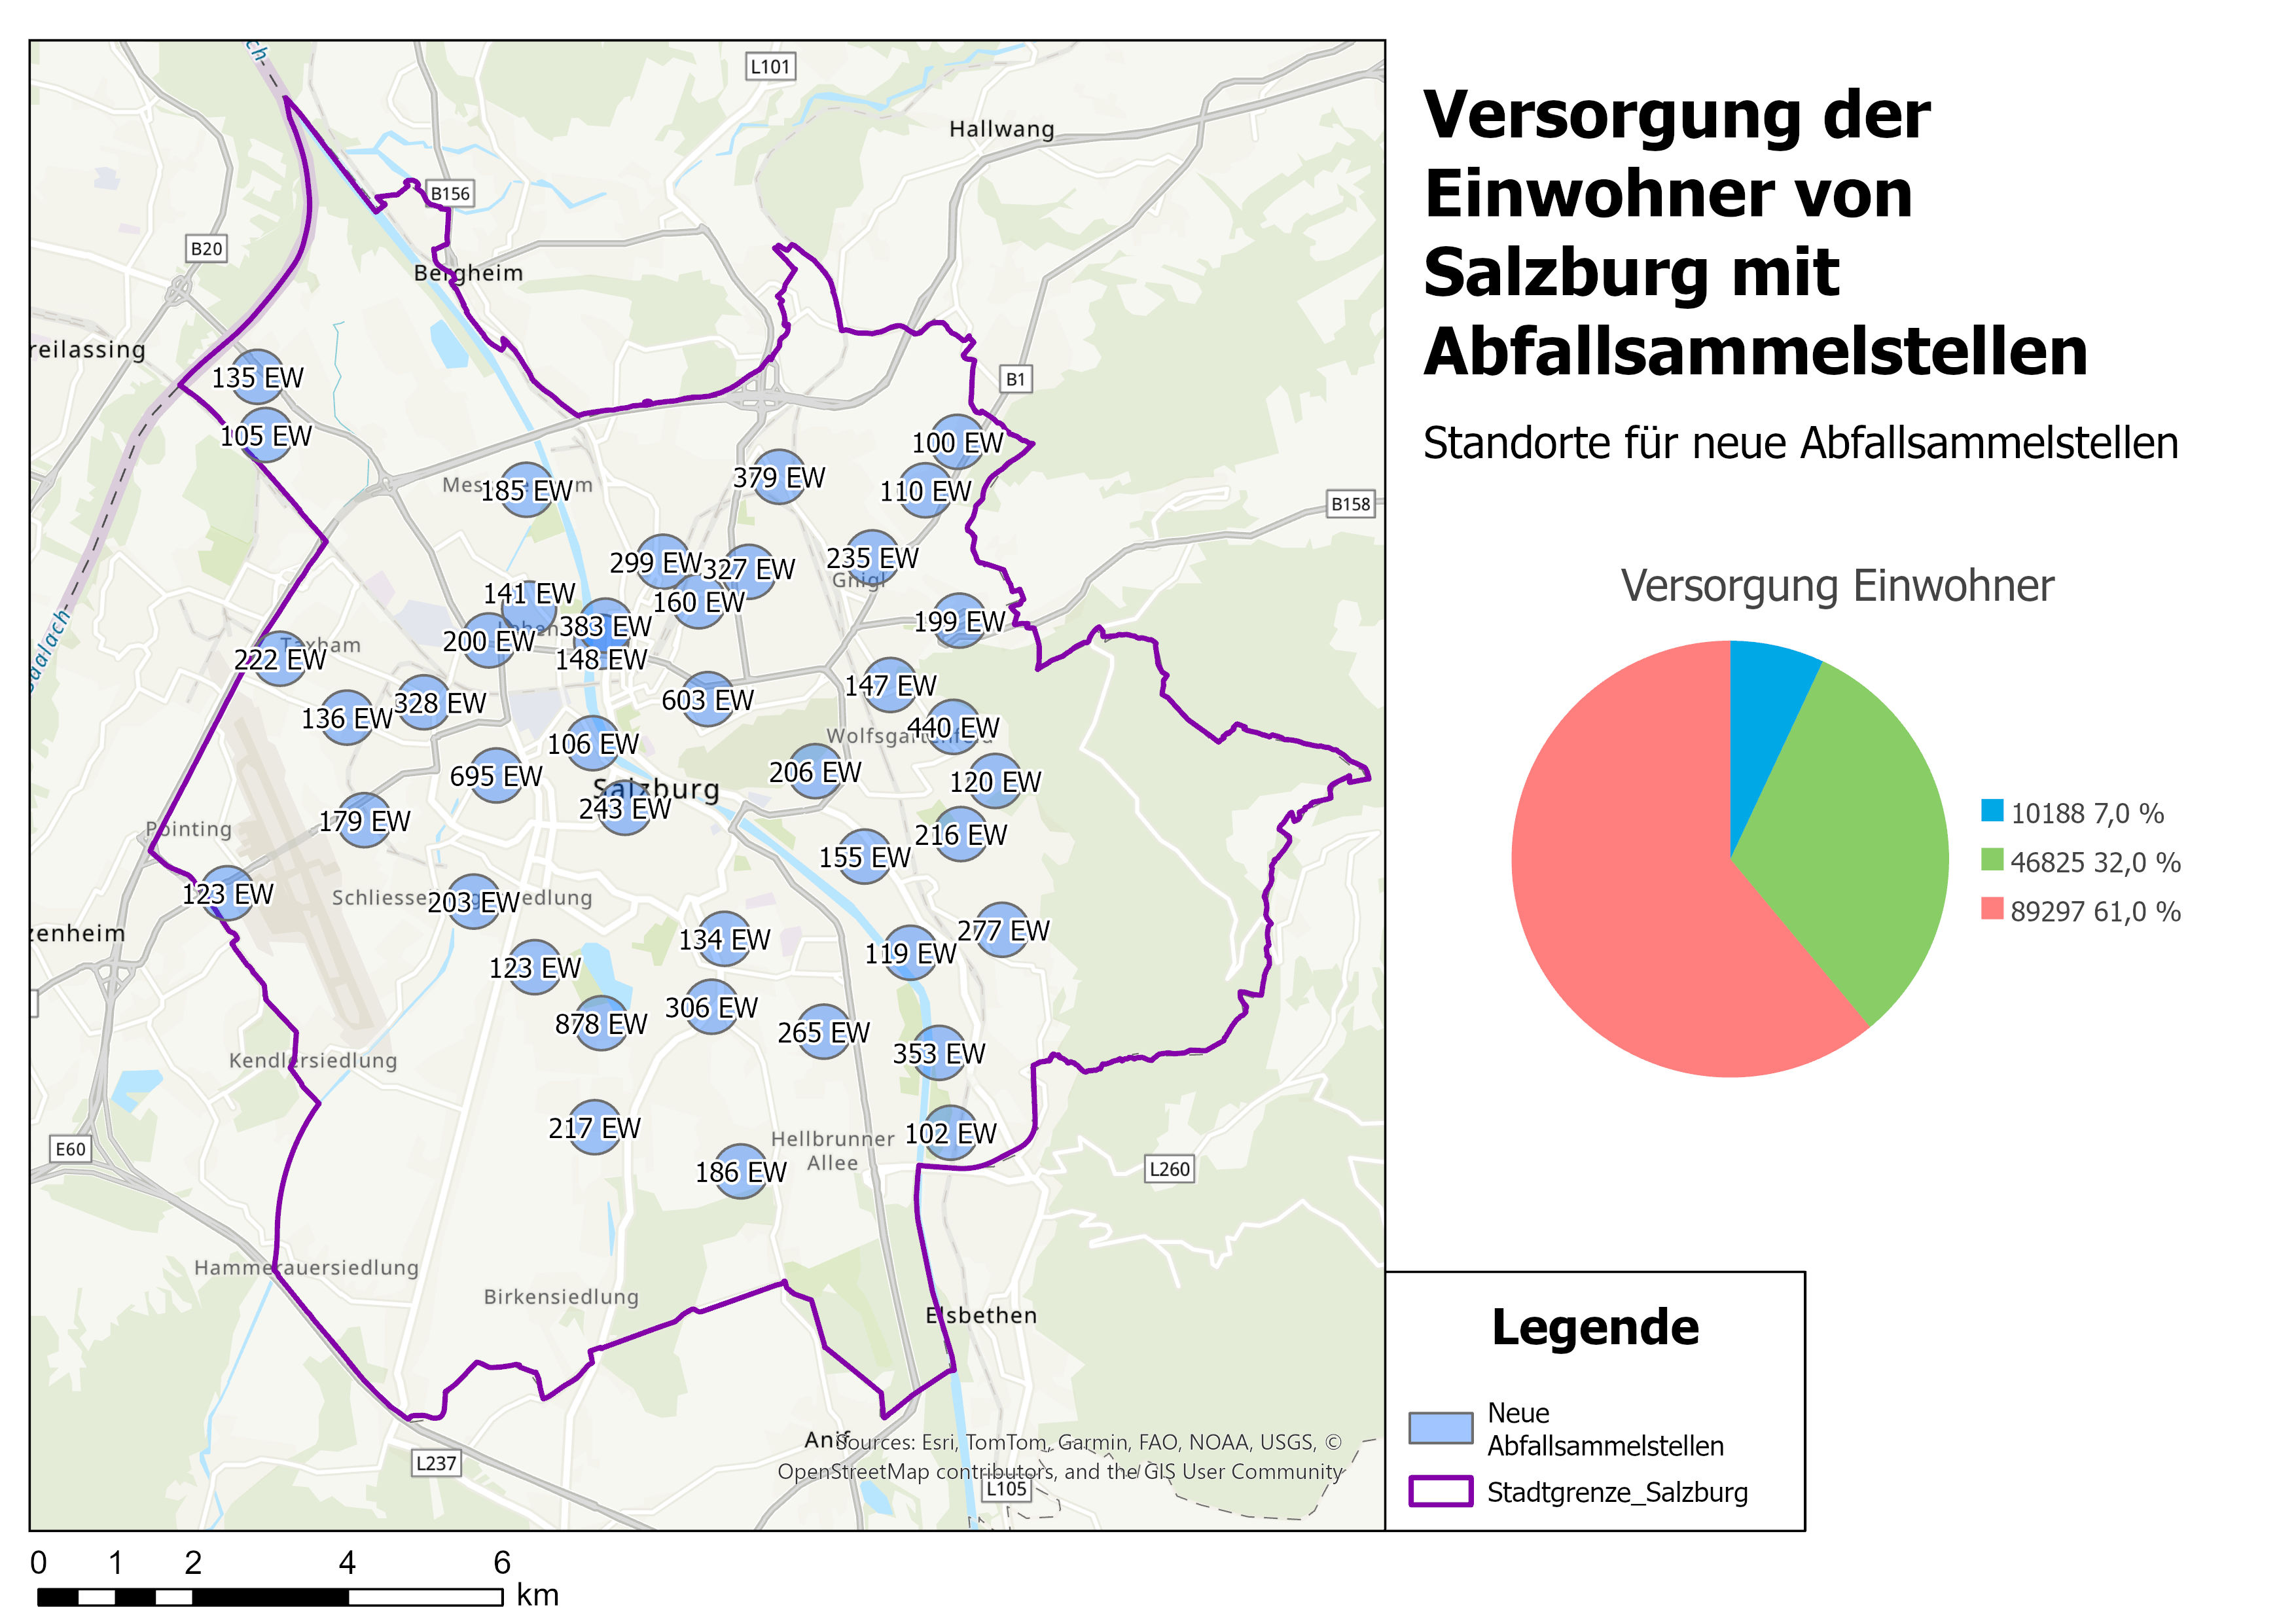 Versorgung der
Einwohner von
Salzburg mit
Abfallsammelstellen
Standorte für neue Abfallsammelstellen
Versorgung Einwohner
10188 7,0 %
46825 32,0 %
89297 61,0 %
Legende
Neue
Abfallsammelstellen
Stadtgrenze_Salzburg
ch
L101
Hallwang
B156
B20
Bergheim
reilassing
135 EW
B1
105 EW
100 EW
379 EW
185 EW
110 EW
B158
299 EW
327 EW
235 EW
Gnigl
141 EW
160 EW
383 EW
199 EW
200 EW
148 EW
Saalach
Taxham
222 EW
147 EW
603 EW
328 EW
136 EW
440 EW
106 EW
695 EW
206 EW
120 EW
Salzburg
243 EW
179 EW
Pointing
216 EW
155 EW
123 EW
203 EW
zenheim
134 EW
277 EW
119 EW
123 EW
306 EW
878 EW
265 EW
353 EW
Kendlersiedlung
217 EW
102 EW
Hellbrunner
Allee
E60
186 EW
L260
Hammerauersiedlung
Birkensiedlung
Elsbethen
Anif
Sources: Esri, TomTom, Garmin, FAO, NOAA, USGS, ©
OpenStreetMap contributors, and the GIS User Community
L237
L105
0 1 2 4 6
km